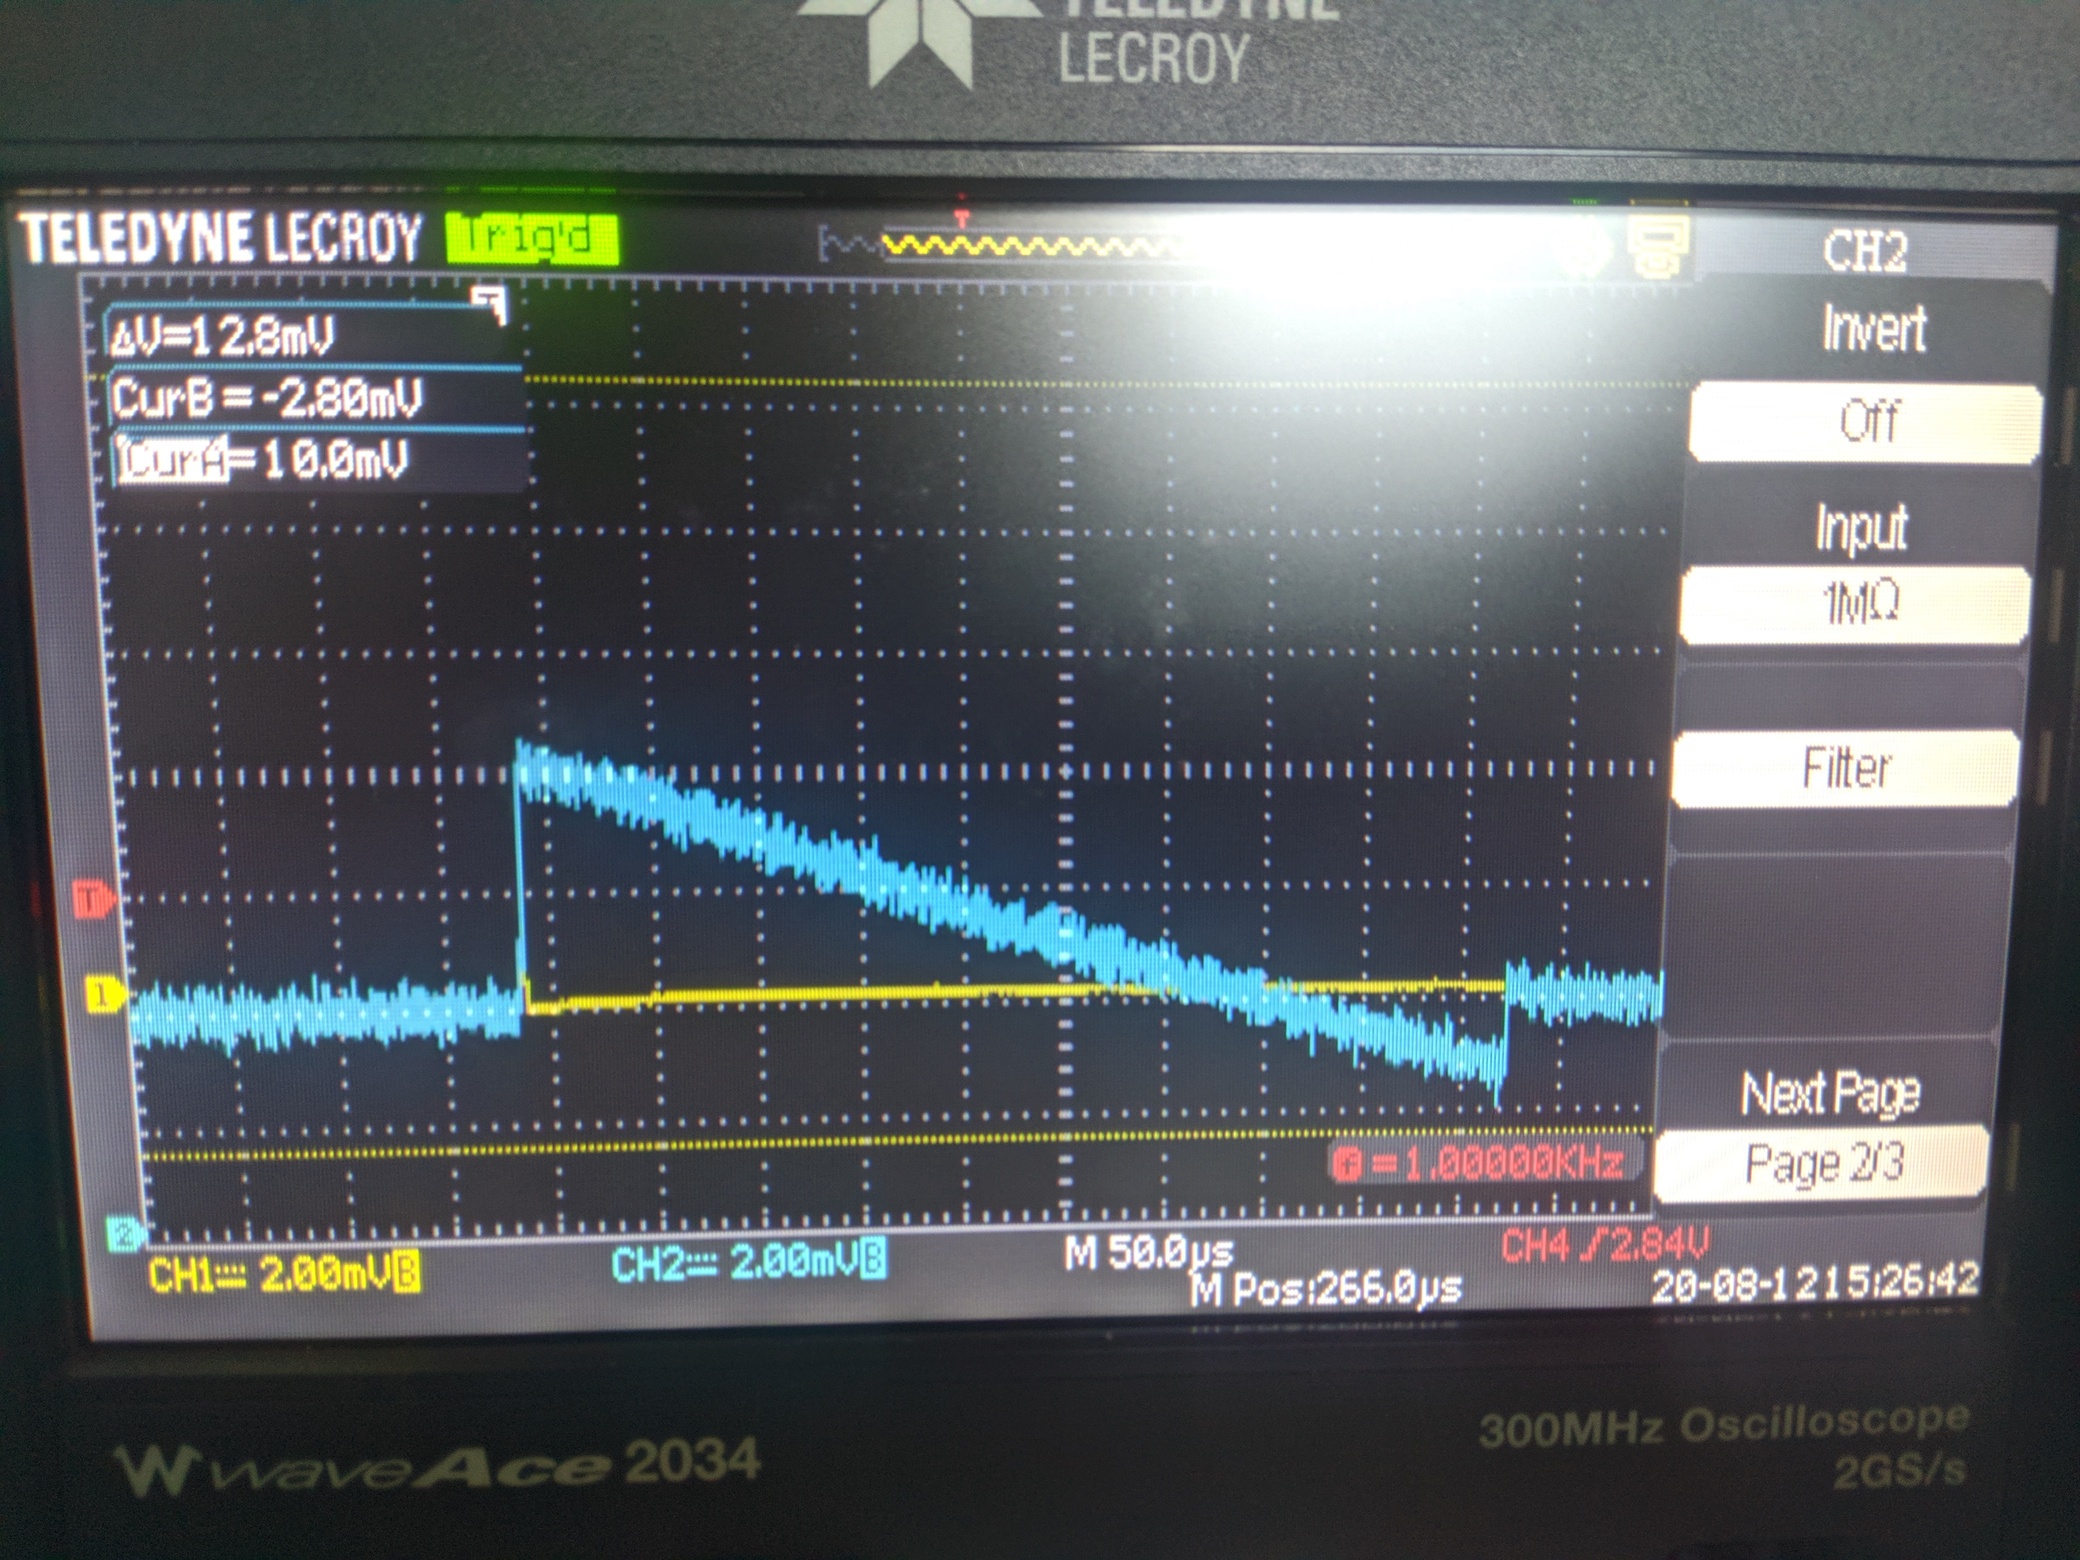 TELEDYNE
LECROY
TELEDYNE LECROY Trig'd T
CH2
Invert
Off
Input
1MΩ
Filter
Next Page
Page 2/3
T
ΔV=12.8mV
CurB=-2.80mV
CurA=10.0mV
T
1
2
f=1.00000KHz
CH1 2.00mVB
CH2 2.00mVB
M 50.0µs
M Pos:266.0µs
CH4 2.84V
20-08-12 15:26:42
waveAce 2034
300MHz Oscilloscope
2GS/s